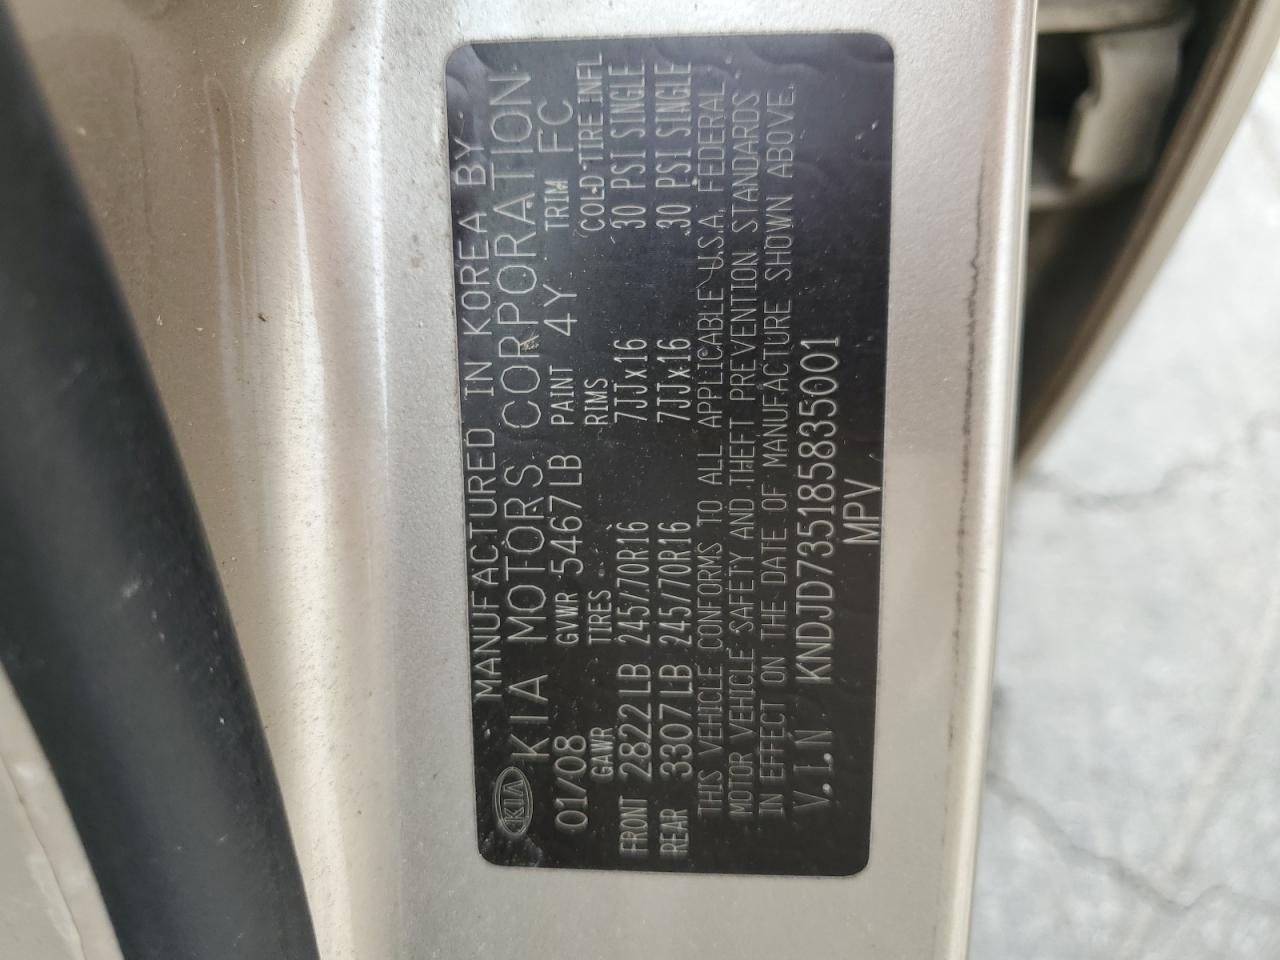 MANUFACTURED IN KOREA BY
KIA KIA MOTORS CORPORATION
01/08 GVWR 5467LB PAINT 4Y TRIM FC
GAWR TIRES RIMS COLD TIRE INFL
FRONT 2822LB 245/70R16 7JJx16 30 PSI SINGLE
REAR 3307LB 245/70R16 7JJx16 30 PSI SINGLE
THIS VEHICLE CONFORMS TO ALL APPLICABLE U.S.A. FEDERAL
MOTOR VEHICLE SAFETY AND THEFT PREVENTION STANDARDS
IN EFFECT ON THE DATE OF MANUFACTURE SHOWN ABOVE.
V.I.N KNDJD735185835001
MPV